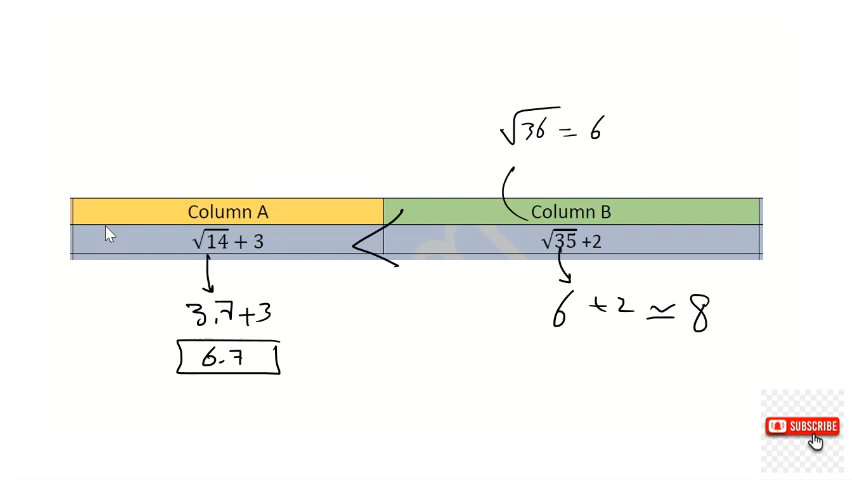 √36 = 6
Column A Column B
√14 + 3 < √35 +2
3.7+3 6 +2 ≃ 8
6.7
SUBSCRIBE